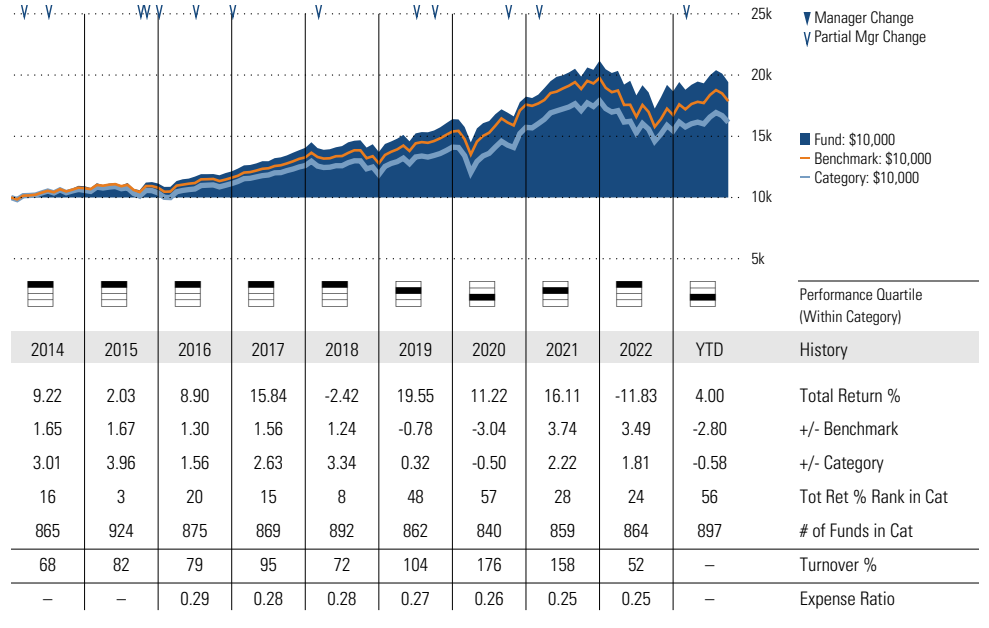 25k
Manager Change
Partial Mgr Change
20k
15k
Fund: $10,000
Benchmark: $10,000
Category: $10,000
10k
5k
Performance Quartile
(Within Category)
2014 2015 2016 2017 2018 2019 2020 2021 2022 YTD History
9.22 2.03 8.90 15.84 -2.42 19.55 11.22 16.11 -11.83 4.00 Total Return %
1.65 1.67 1.30 1.56 1.24 -0.78 -3.04 3.74 3.49 -2.80 +/- Benchmark
3.01 3.96 1.56 2.63 3.34 0.32 -0.50 2.22 1.81 -0.58 +/- Category
16 3 20 15 8 48 57 28 24 56 Tot Ret % Rank in Cat
865 924 875 869 892 862 840 859 864 897 # of Funds in Cat
68 82 79 95 72 104 176 158 52 – Turnover %
– – 0.29 0.28 0.28 0.27 0.26 0.25 0.25 – Expense Ratio